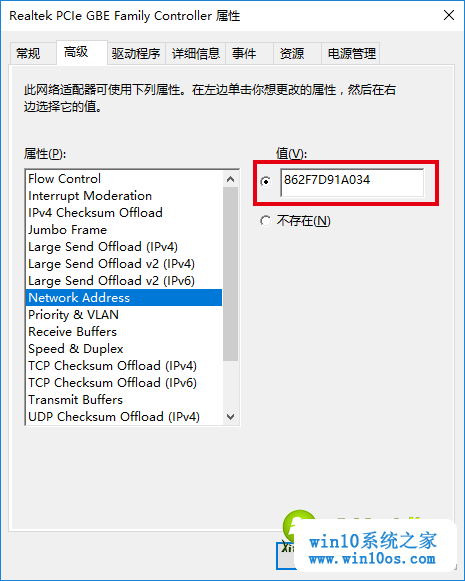 Realtek PCIe GBE Family Controller 属性
常规 高级 驱动程序 详细信息 事件 资源 电源管理
此网络适配器可使用下列属性。在左边单击你想更改的属性，然后在右
边选择它的值。
属性(P): 值(V):
Flow Control
Interrupt Moderation
IPv4 Checksum Offload
Jumbo Frame
Large Send Offload (IPv4)
Large Send Offload v2 (IPv4)
Large Send Offload v2 (IPv6)
Network Address
Priority & VLAN
Receive Buffers
Speed & Duplex
TCP Checksum Offload (IPv4)
TCP Checksum Offload (IPv6)
Transmit Buffers
UDP Checksum Offload (IPv4)
862F7D91A034
不存在(N)
win10系统之家
www.win10os.com